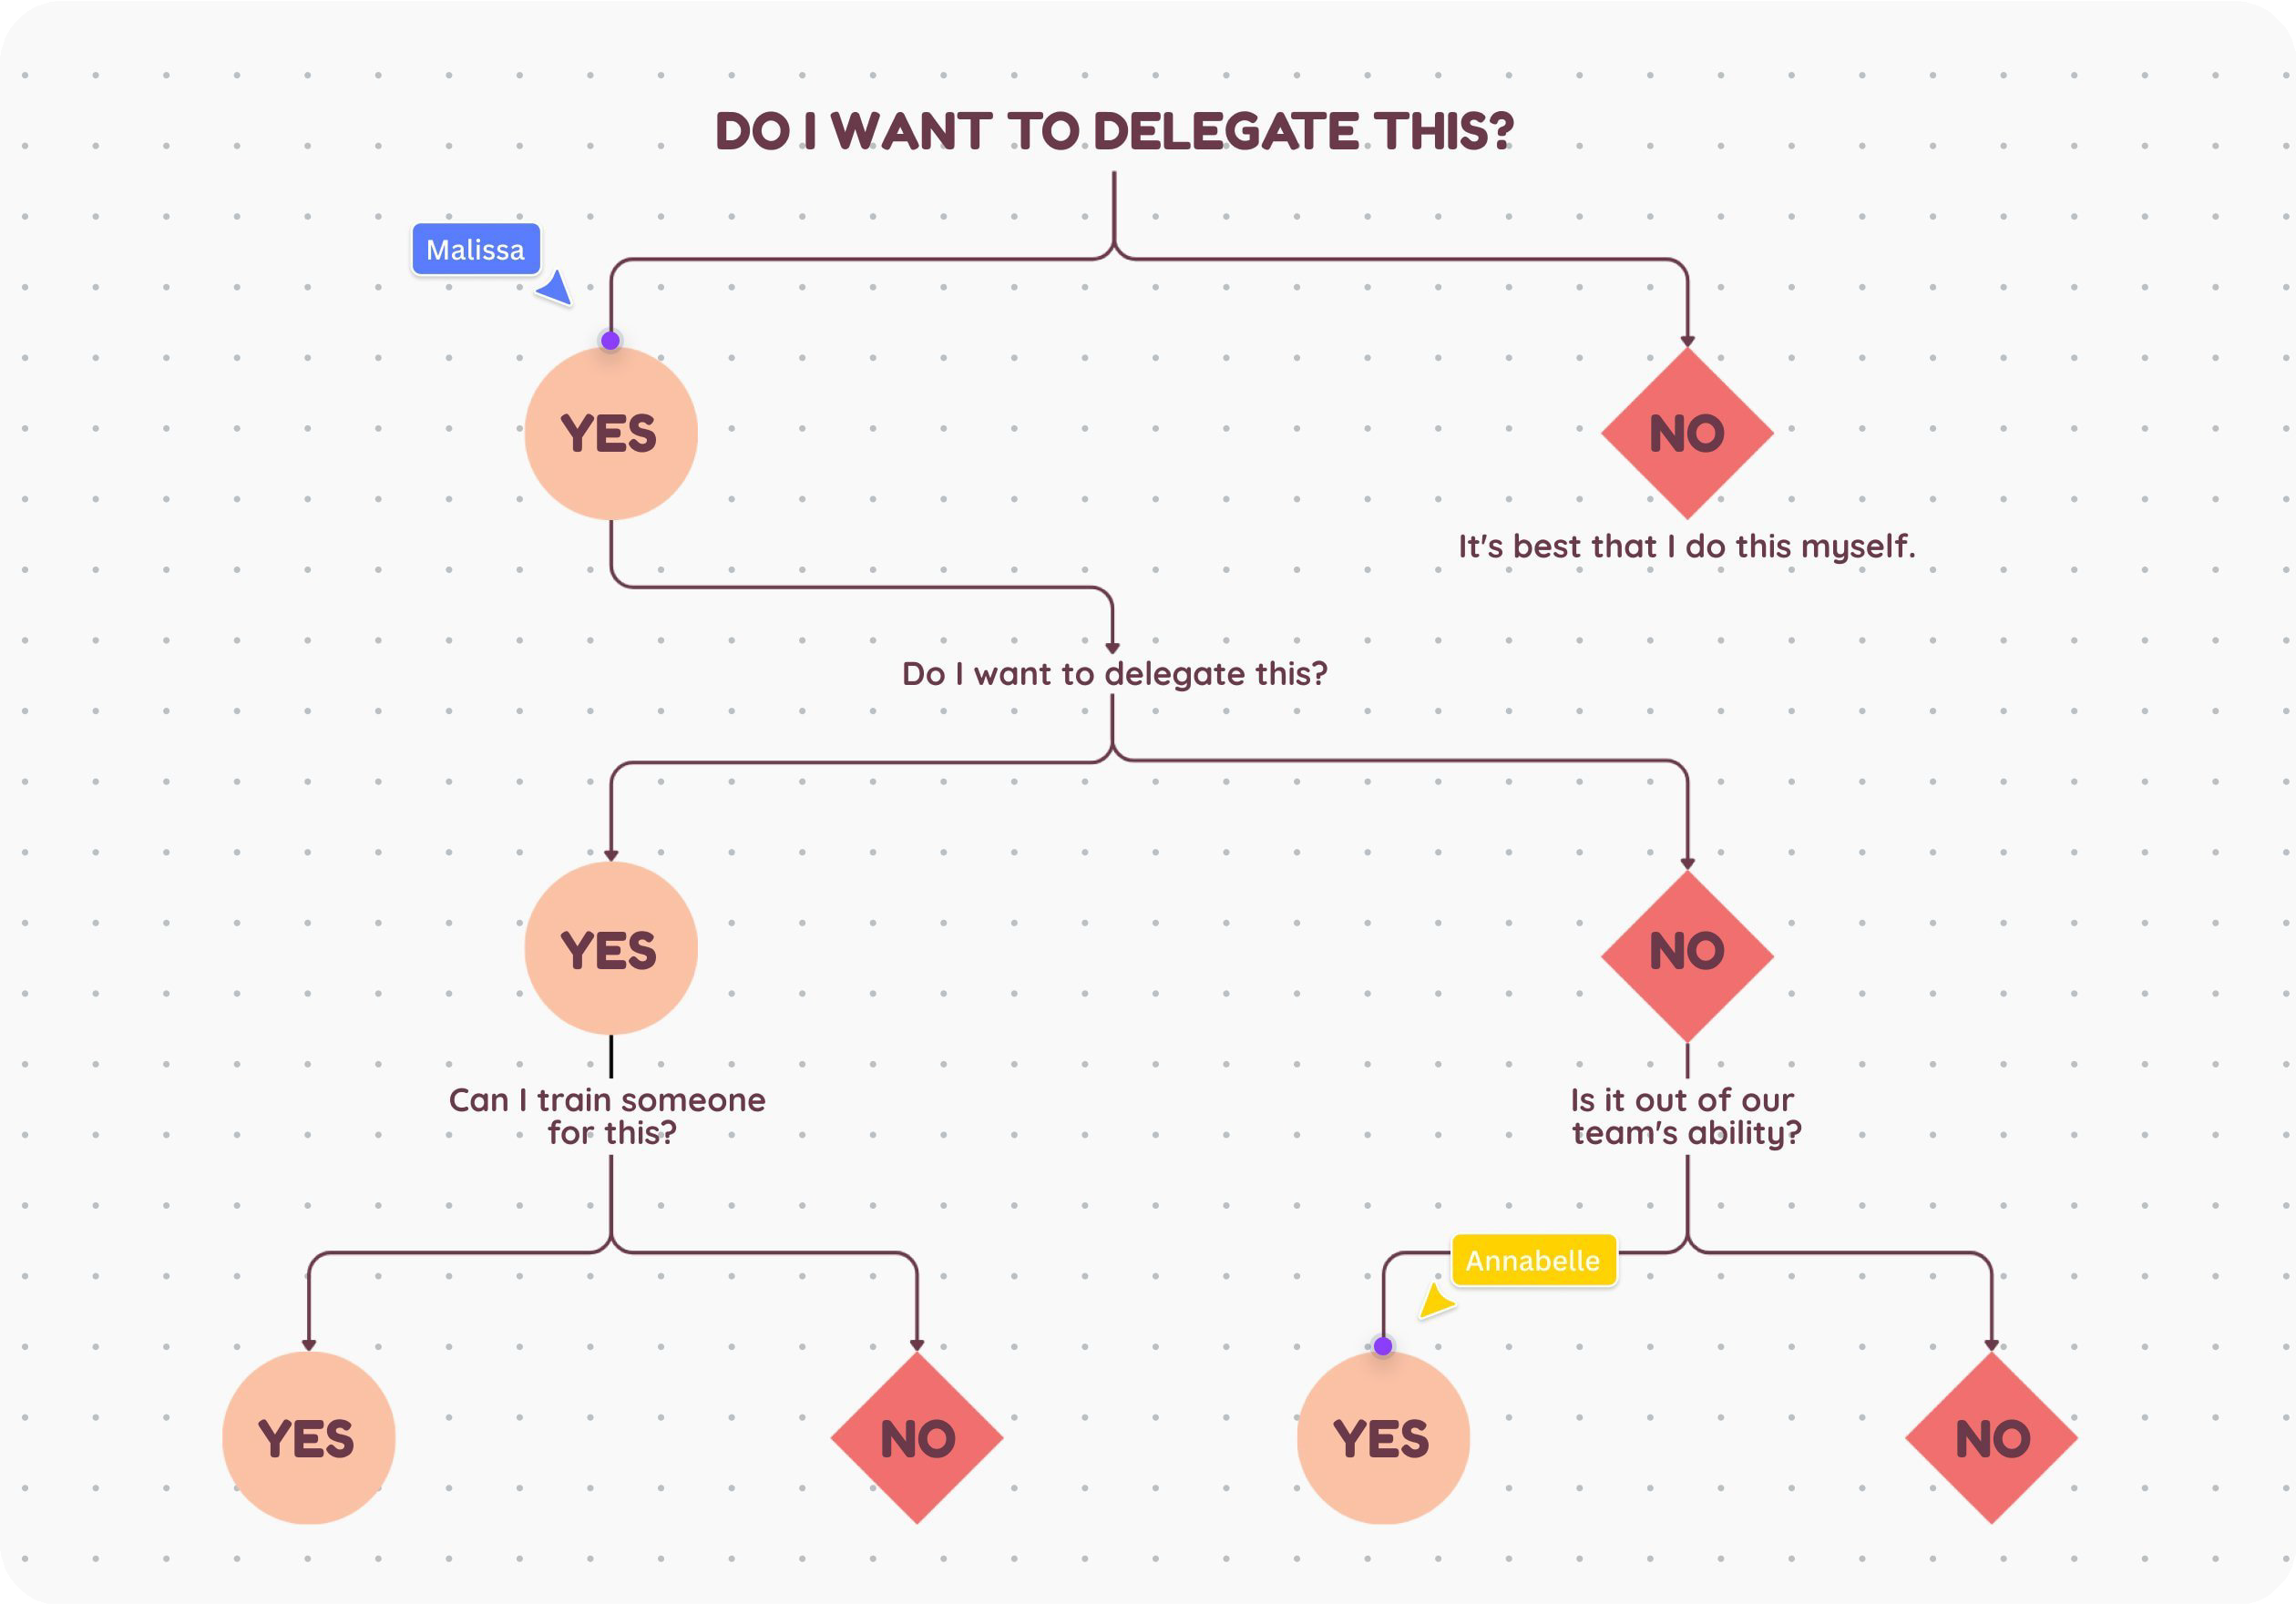 DO I WANT TO DELEGATE THIS?
Malissa
YES
NO
It's best that I do this myself.
Do I want to delegate this?
YES
NO
Can I train someone
for this?
Is it out of our
team's ability?
Annabelle
YES
NO
YES
NO